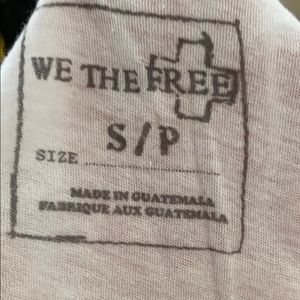 WE THE FREE
S/P
SIZE
MADE IN GUATEMALA
FABRIQUE AUX GUATEMALA